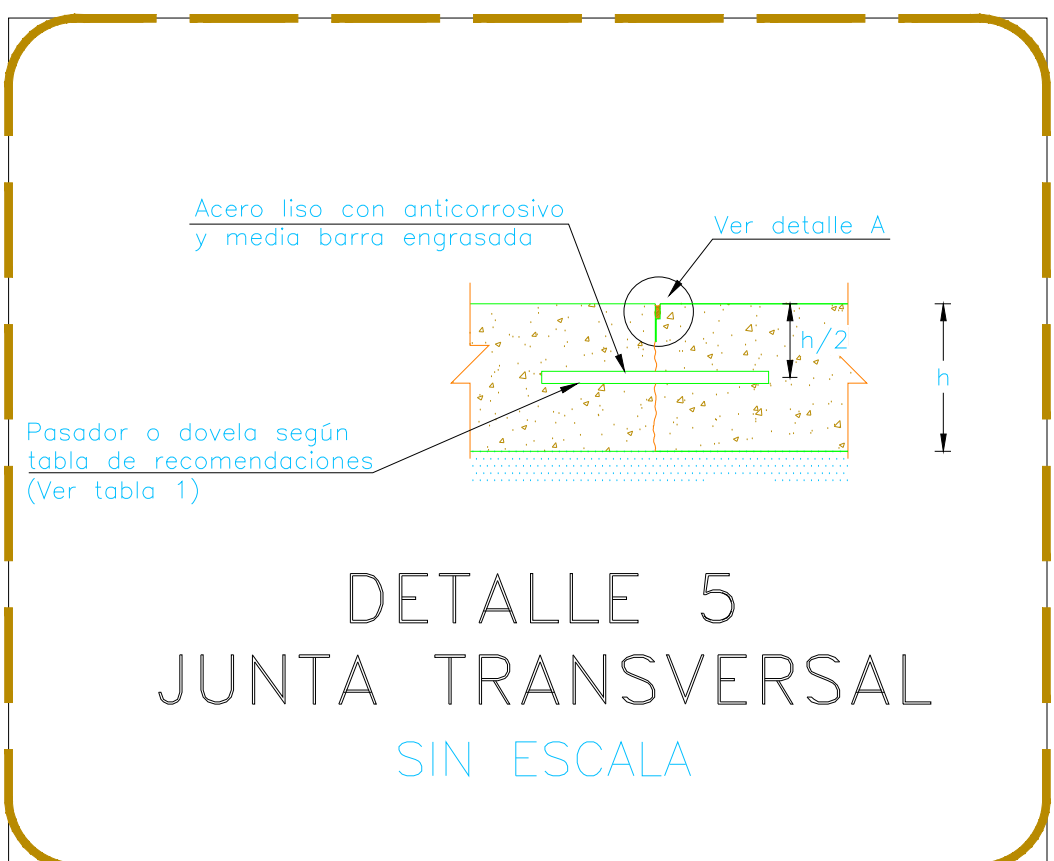 Acero liso con anticorrosivo
y media barra engrasada
Ver detalle A
h/2
h
Pasador o dovela según
tabla de recomendaciones
(Ver tabla 1)
DETALLE 5
JUNTA TRANSVERSAL
SIN ESCALA